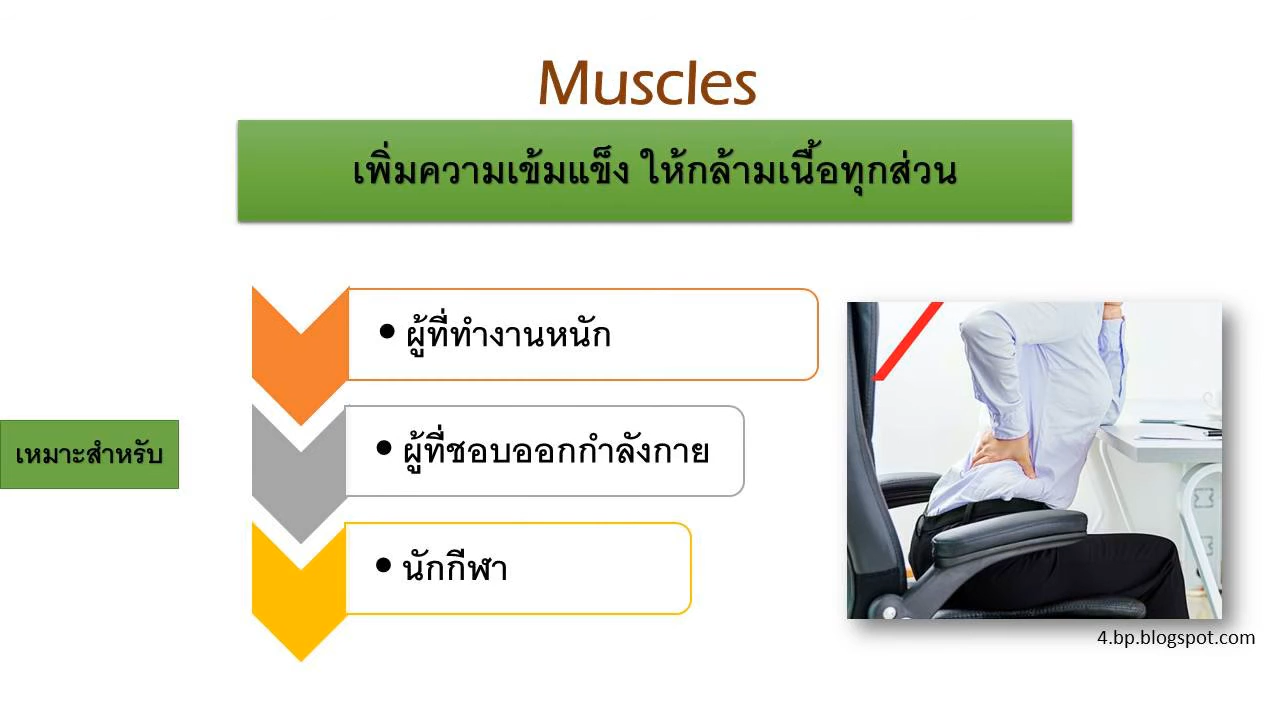 Muscles
เพิ่มความเข้มแข็ง ให้กล้ามเนื้อทุกส่วน
• ผู้ที่ทำงานหนัก
เหมาะสำหรับ
• ผู้ที่ชอบออกกำลังกาย
• นักกีฬา
4.bp.blogspot.com